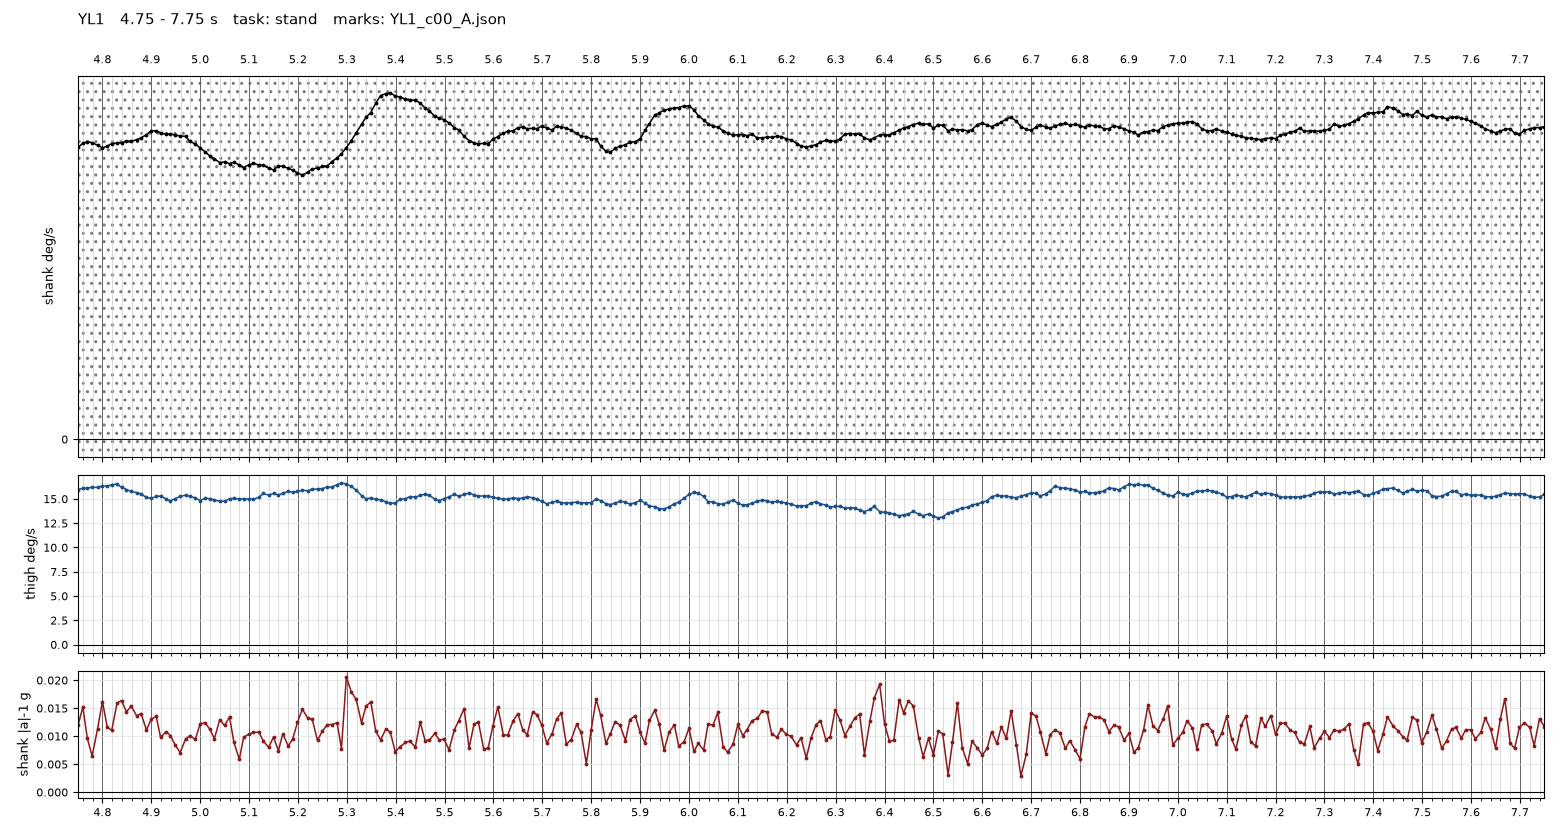 YL1   4.75 - 7.75 s   task: stand   marks: YL1_c00_A.json
4.8 4.9 5.0 5.1 5.2 5.3 5.4 5.5 5.6 5.7 5.8 5.9 6.0 6.1 6.2 6.3 6.4 6.5 6.6 6.7 6.8 6.9 7.0 7.1 7.2 7.3 7.4 7.5 7.6 7.7
shank deg/s
0
thigh deg/s
15.0
12.5
10.0
7.5
5.0
2.5
0.0
shank |a|-1 g
0.020
0.015
0.010
0.005
0.000
4.8 4.9 5.0 5.1 5.2 5.3 5.4 5.5 5.6 5.7 5.8 5.9 6.0 6.1 6.2 6.3 6.4 6.5 6.6 6.7 6.8 6.9 7.0 7.1 7.2 7.3 7.4 7.5 7.6 7.7